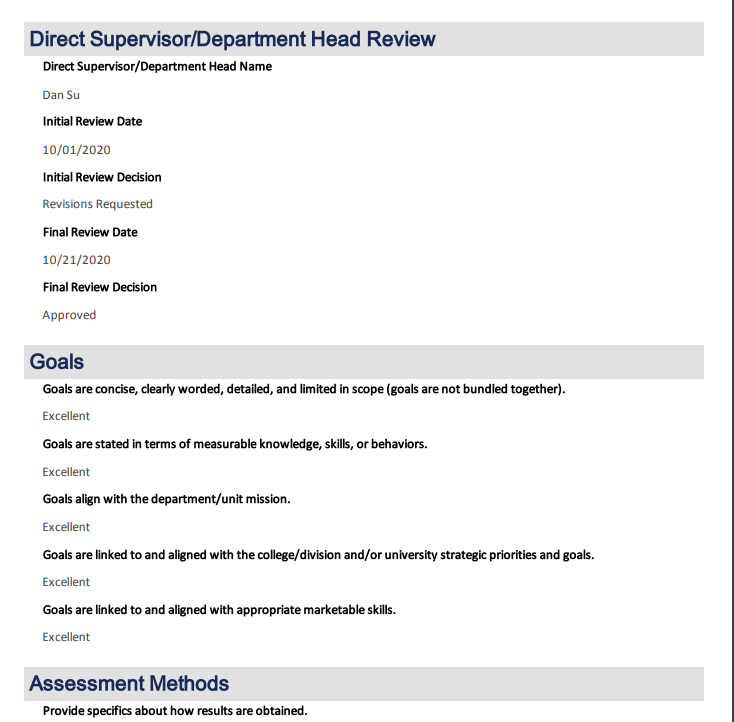 Direct Supervisor/Department Head Review
Direct Supervisor/Department Head Name
Dan Su
Initial Review Date
10/01/2020
Initial Review Decision
Revisions Requested
Final Review Date
10/21/2020
Final Review Decision
Approved
Goals
Goals are concise, clearly worded, detailed, and limited in scope (goals are not bundled together).
Excellent
Goals are stated in terms of measurable knowledge, skills, or behaviors.
Excellent
Goals align with the department/unit mission.
Excellent
Goals are linked to and aligned with the college/division and/or university strategic priorities and goals.
Excellent
Goals are linked to and aligned with appropriate marketable skills.
Excellent
Assessment Methods
Provide specifics about how results are obtained.